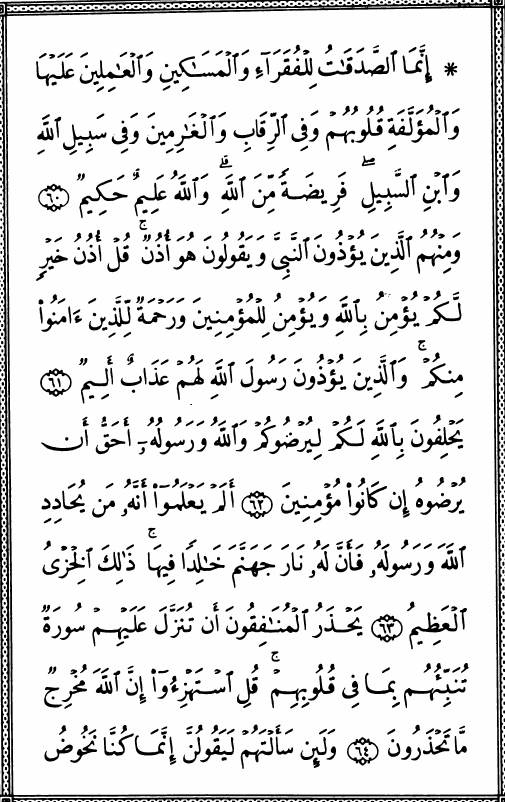 * إِنَّمَا ٱلصَّدَقَـٰتُ لِلۡفُقَرَآءِ وَٱلۡمَسَـٰكِينِ وَٱلۡعَـٰمِلِينَ عَلَيۡهَا
وَٱلۡمُؤَلَّفَةِ قُلُوبُهُمۡ وَفِى ٱلرِّقَابِ وَٱلۡغَـٰرِمِينَ وَفِى سَبِيلِ ٱللَّهِ
وَٱبۡنِ ٱلسَّبِيلِۖ فَرِيضَةً مِّنَ ٱللَّهِۗ وَٱللَّهُ عَلِيمٌ حَكِيمٌ ٦٠
وَمِنۡهُمُ ٱلَّذِينَ يُؤۡذُونَ ٱلنَّبِىَّ وَيَقُولُونَ هُوَ أُذُنٌۚ قُلۡ أُذُنُ خَيۡرٍ
لَّكُمۡ يُؤۡمِنُ بِٱللَّهِ وَيُؤۡمِنُ لِلۡمُؤۡمِنِينَ وَرَحۡمَةٌ لِّلَّذِينَ ءَامَنُوا۟
مِنكُمۡۚ وَٱلَّذِينَ يُؤۡذُونَ رَسُولَ ٱللَّهِ لَهُمۡ عَذَابٌ أَلِيمٌ ٦١
يَحۡلِفُونَ بِٱللَّهِ لَكُمۡ لِيُرۡضُوكُمۡ وَٱللَّهُ وَرَسُولُهُۥٓ أَحَقُّ أَن
يُرۡضُوهُ إِن كَانُوا۟ مُؤۡمِنِينَ ٦٢ أَلَمۡ يَعۡلَمُوٓا۟ أَنَّهُۥ مَن يُحَادِدِ
ٱللَّهَ وَرَسُولَهُۥ فَأَنَّ لَهُۥ نَارَ جَهَنَّمَ خَـٰلِدًا فِيهَاۚ ذَٰلِكَ ٱلۡخِزۡىُ
ٱلۡعَظِيمُ ٦٣ يَحۡذَرُ ٱلۡمُنَـٰفِقُونَ أَن تُنَزَّلَ عَلَيۡهِمۡ سُورَةٌ
تُنَبِّئُهُم بِمَا فِى قُلُوبِهِمۡۚ قُلِ ٱسۡتَهۡزِءُوٓا۟ إِنَّ ٱللَّهَ مُخۡرِجٌ
مَّا تَحۡذَرُونَ ٦٤ وَلَئِن سَأَلۡتَهُمۡ لَيَقُولُنَّ إِنَّمَا كُنَّا نَخُوضُ